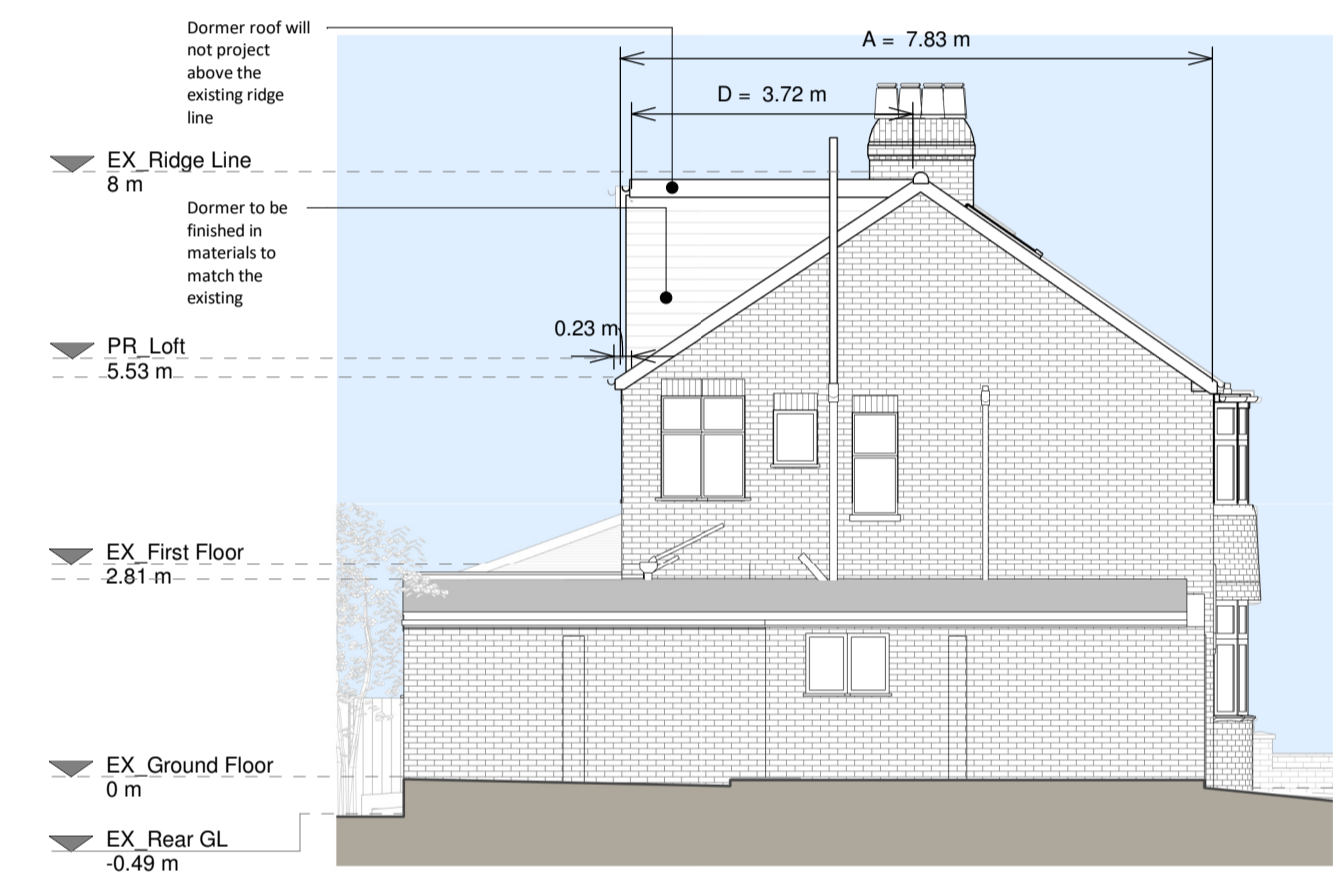 Dormer roof will
not project
above the
existing ridge
line
A = 7.83 m
D = 3.72 m
EX_Ridge Line
8 m
Dormer to be
finished in
materials to
match the
existing
0.23 m
PR_Loft
5.53 m
EX_First Floor
2.81 m
EX_Ground Floor
0 m
EX_Rear GL
-0.49 m